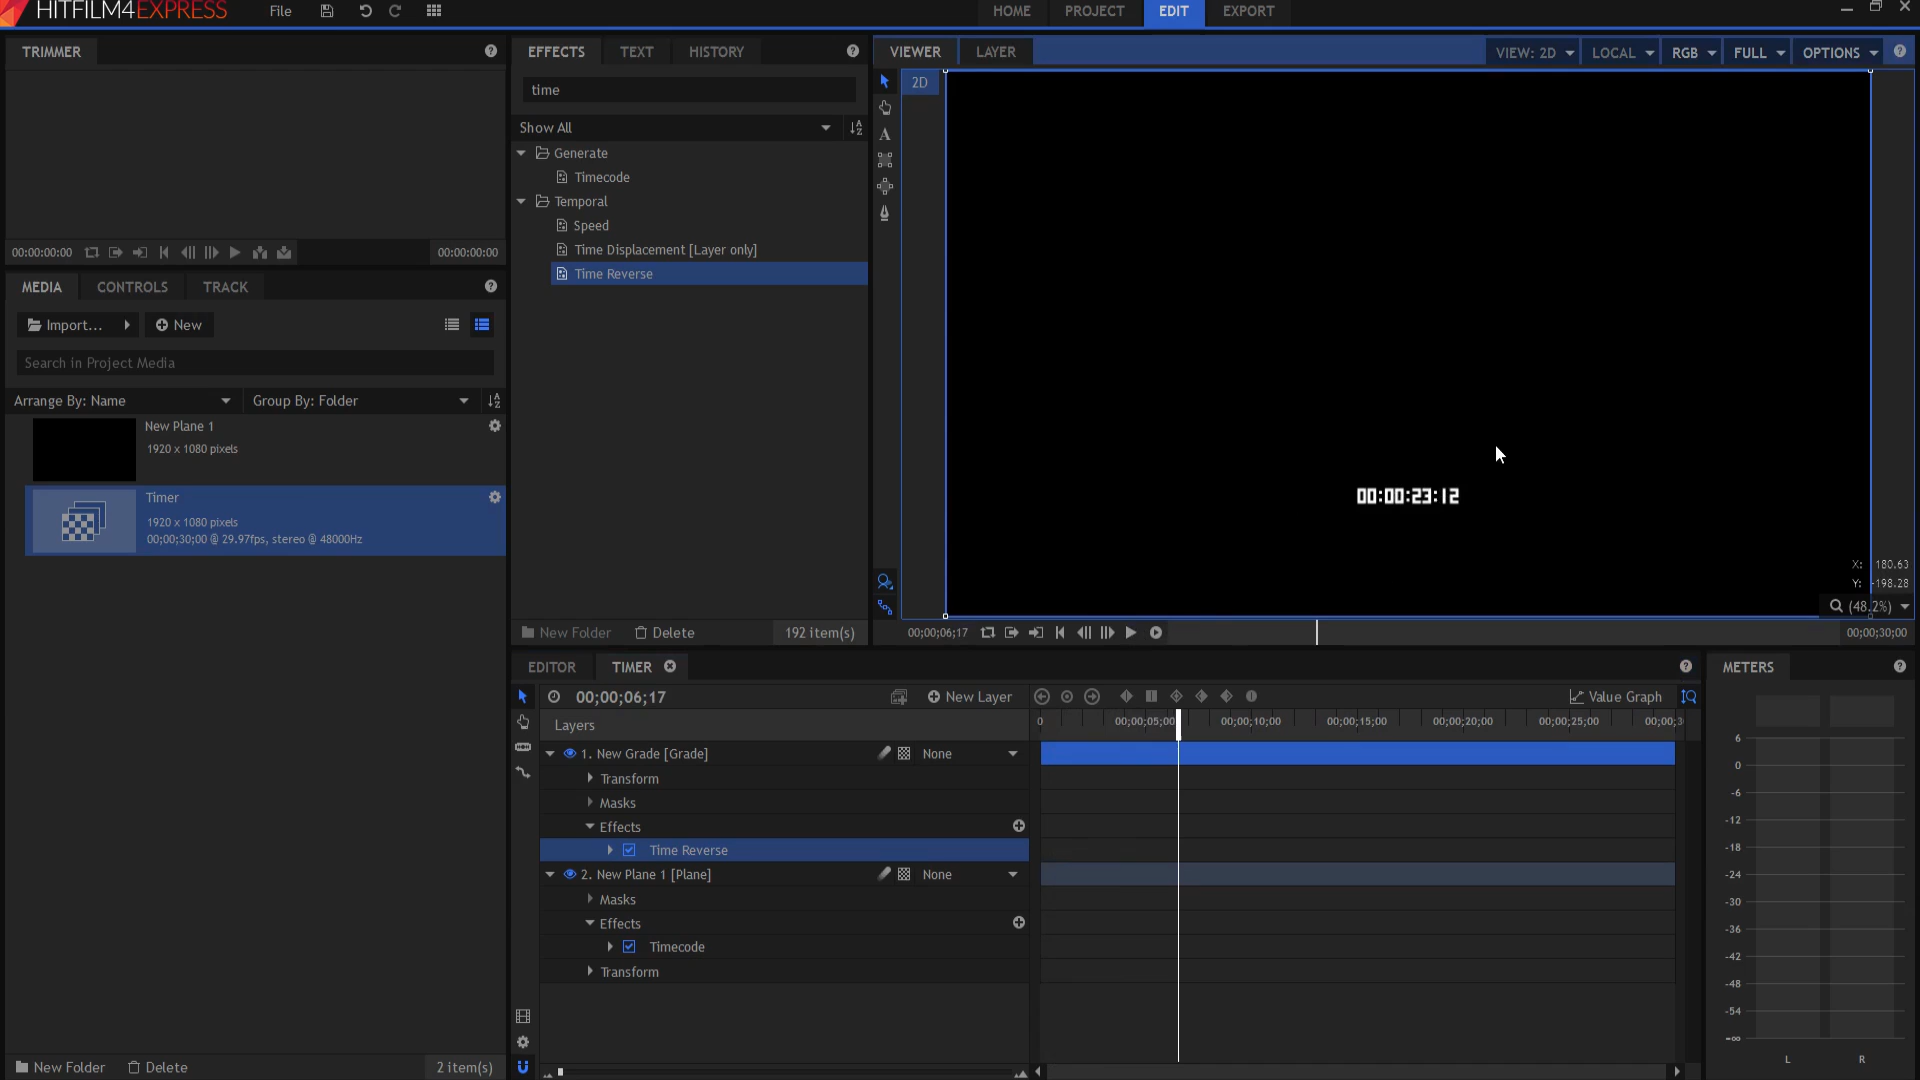 HITFILM4EXPRESS
File
HOME
PROJECT
EDIT
EXPORT
TRIMMER
00:00:00:00
00:00:00:00
MEDIA
CONTROLS
TRACK
Import...
New
Search in Project Media
Arrange By: Name
Group By: Folder
New Plane 1
1920 x 1080 pixels
Timer
1920 x 1080 pixels
00;00;30;00 @ 29.97fps, stereo @ 48000Hz
New Folder
Delete
2 item(s)
EFFECTS
TEXT
HISTORY
time
Show All
Generate
Timecode
Temporal
Speed
Time Displacement [Layer only]
Time Reverse
New Folder
Delete
192 item(s)
VIEWER
LAYER
VIEW: 2D
LOCAL
RGB
FULL
OPTIONS
2D
A
00:00:23:12
X: 180.63
Y: -198.28
(48.2%)
00;00;06;17
00;00;30;00
EDITOR
TIMER
00;00;06;17
New Layer
Value Graph
Layers
0
00;00;05;00
00;00;10;00
00;00;15;00
00;00;20;00
00;00;25;00
00;00;3
1. New Grade [Grade]
None
Transform
Masks
Effects
Time Reverse
2. New Plane 1 [Plane]
None
Masks
Effects
Timecode
Transform
METERS
6
0
-6
-12
-18
-24
-30
-36
-42
-48
-54
-∞
L
R